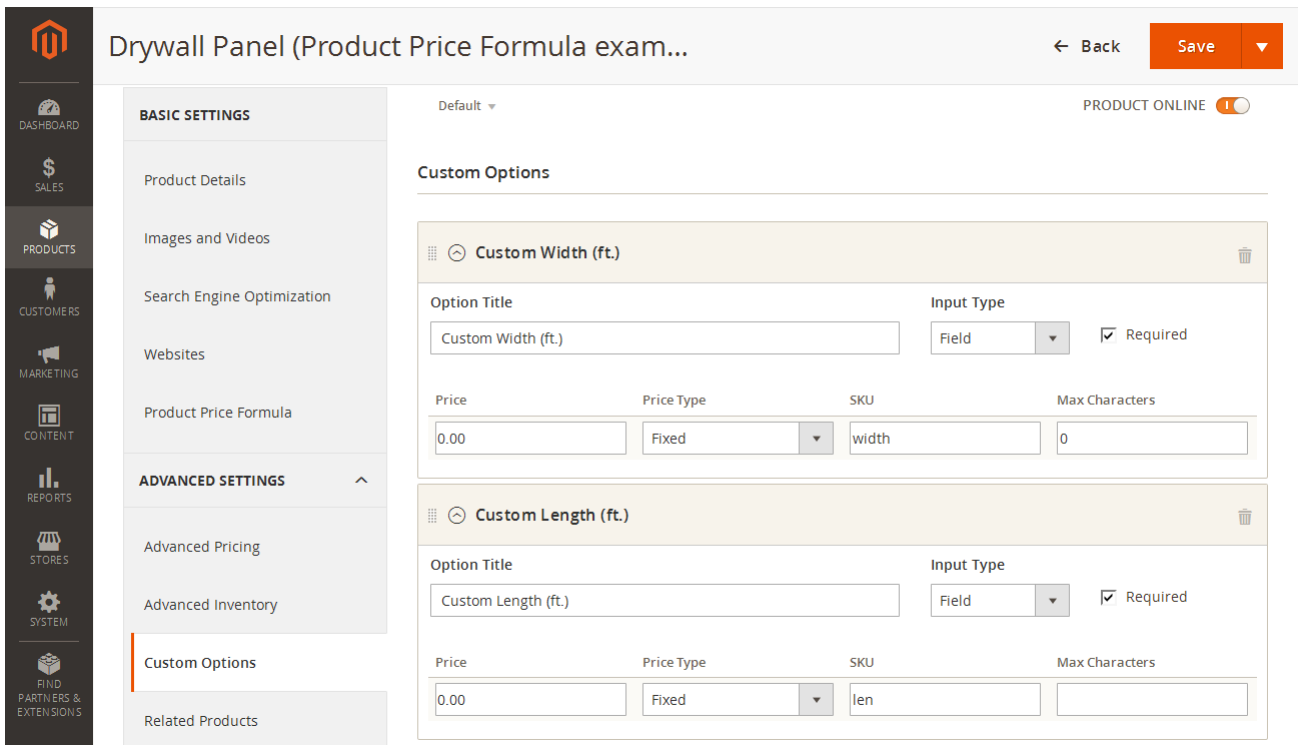 Drywall Panel (Product Price Formula exam...
← Back
Save
DASHBOARD
SALES
PRODUCTS
CUSTOMERS
MARKETING
CONTENT
REPORTS
STORES
SYSTEM
FIND
PARTNERS &
EXTENSIONS
BASIC SETTINGS
Product Details
Images and Videos
Search Engine Optimization
Websites
Product Price Formula
ADVANCED SETTINGS
Advanced Pricing
Advanced Inventory
Custom Options
Related Products
Default
PRODUCT ONLINE
Custom Options
Custom Width (ft.)
Option Title Input Type
Custom Width (ft.) Field Required
Price Price Type SKU Max Characters
0.00 Fixed width 0
Custom Length (ft.)
Option Title Input Type
Custom Length (ft.) Field Required
Price Price Type SKU Max Characters
0.00 Fixed len